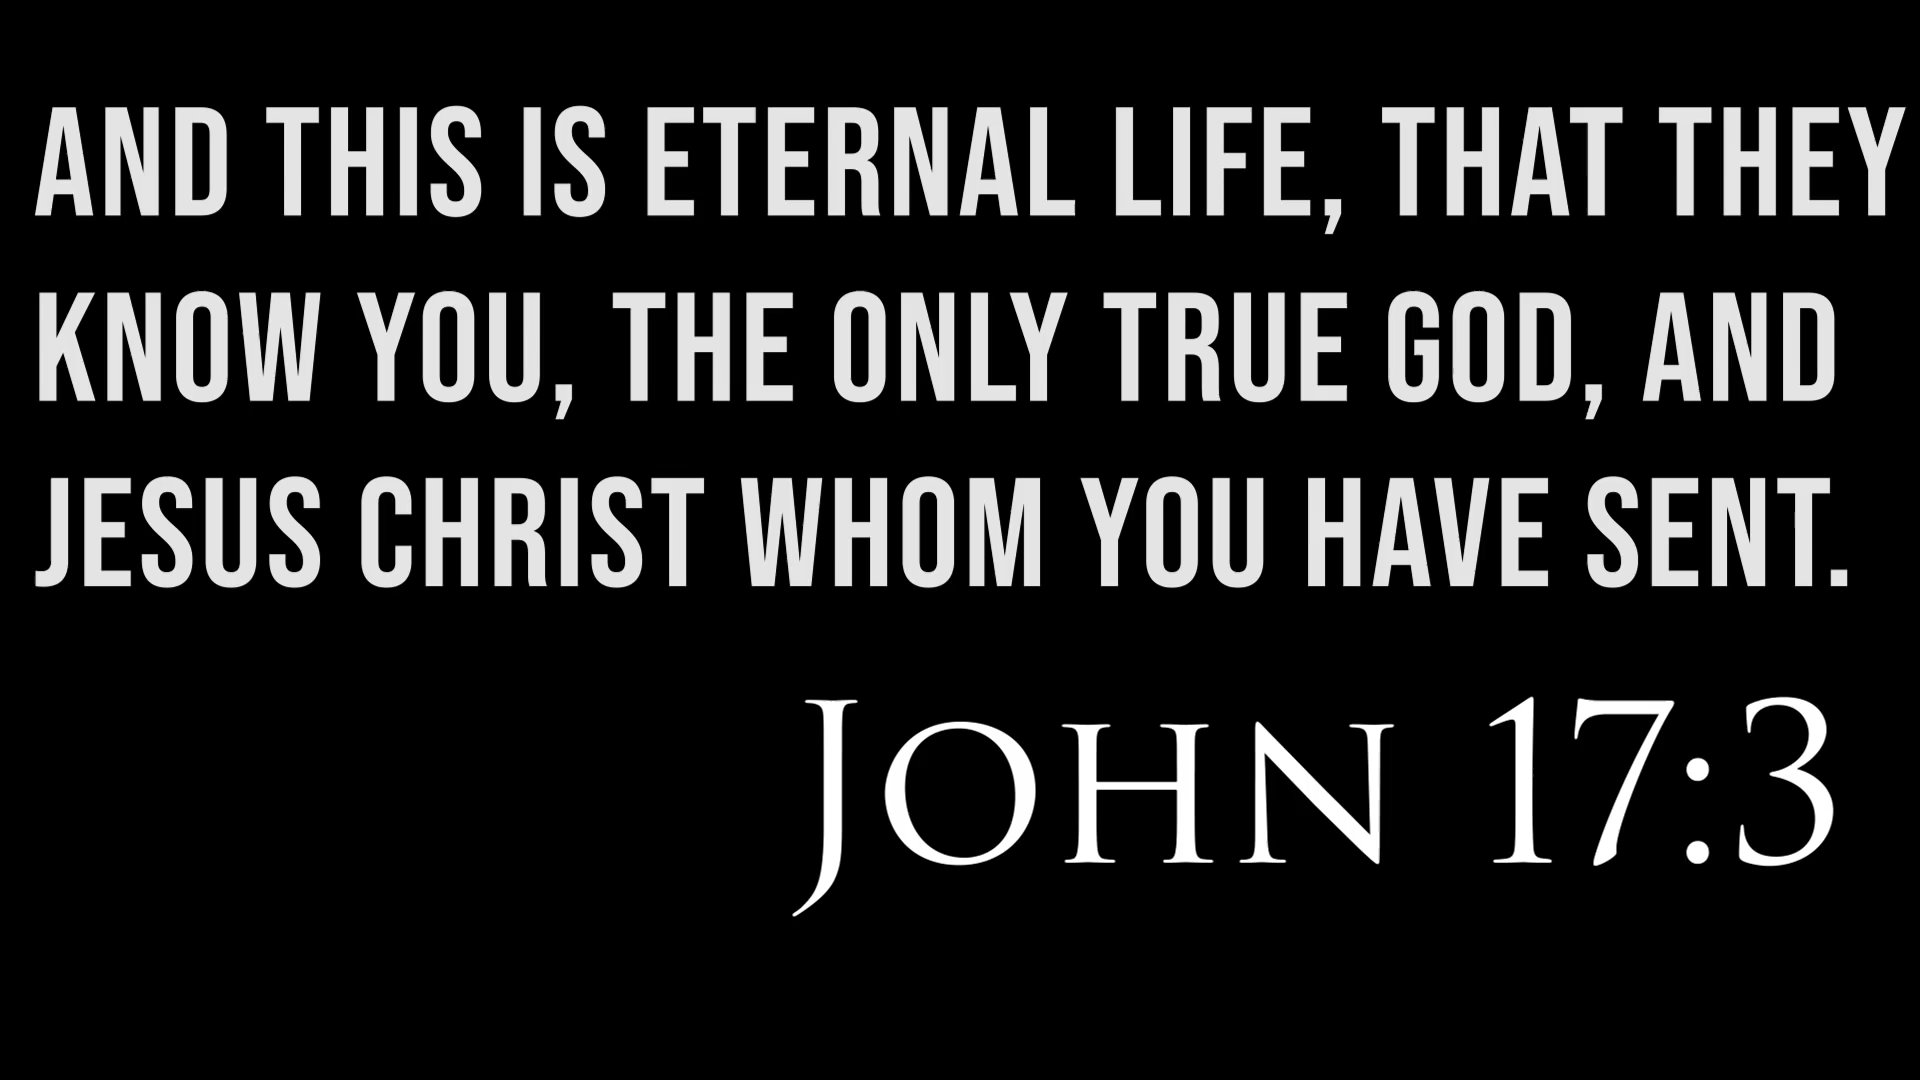 AND THIS IS ETERNAL LIFE, THAT THEY
KNOW YOU, THE ONLY TRUE GOD, AND
JESUS CHRIST WHOM YOU HAVE SENT.
JOHN 17:3